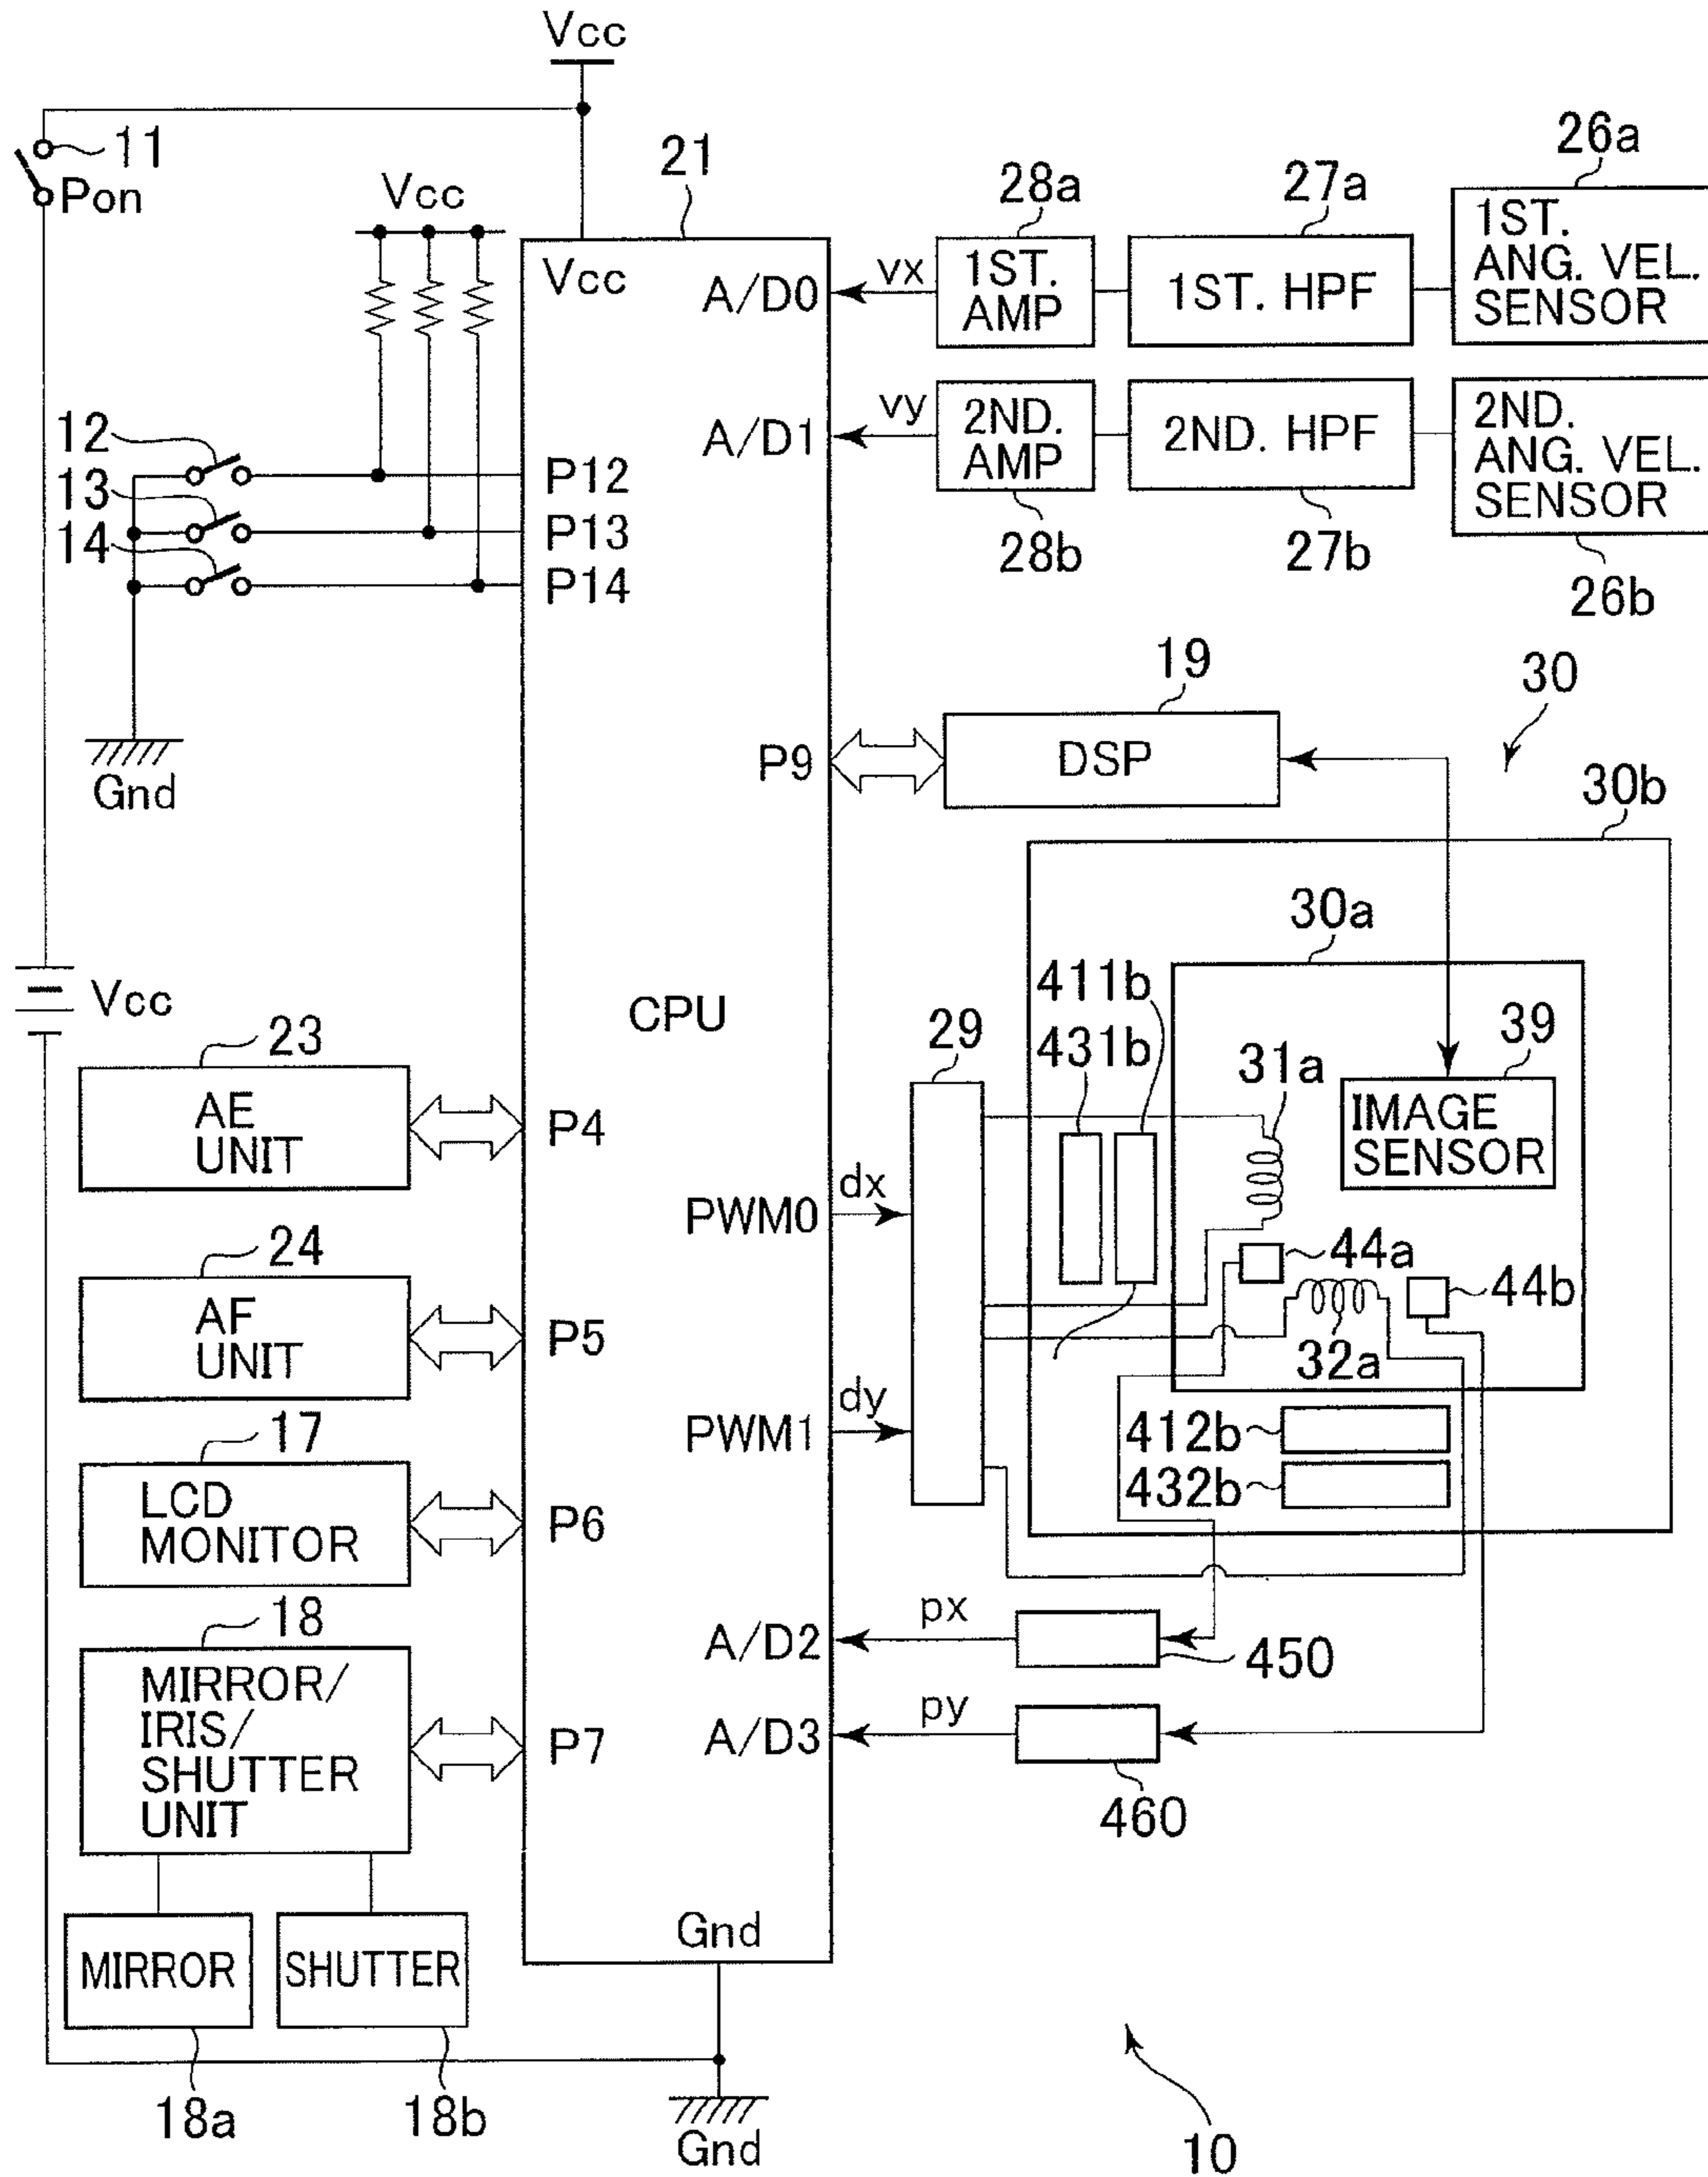 Vcc
11
Pon
Vcc
21
28a
27a
26a
Vcc
A/D0
vx
1ST.
AMP
1ST. HPF
1ST.
ANG. VEL.
SENSOR
12
13
14
P12
P13
P14
A/D1
vy
2ND.
AMP
2ND. HPF
2ND.
ANG. VEL.
SENSOR
28b
27b
26b
Gnd
19
30
P9
DSP
30b
30a
Vcc
CPU
29
411b
431b
31a
39
IMAGE
SENSOR
23
AE
UNIT
P4
PWM0
dx
44a
44b
32a
24
AF
UNIT
P5
PWM1
dy
412b
432b
17
LCD
MONITOR
P6
18
MIRROR/
IRIS/
SHUTTER
UNIT
P7
A/D2
px
450
A/D3
py
460
MIRROR
SHUTTER
Gnd
18a
18b
Gnd
10